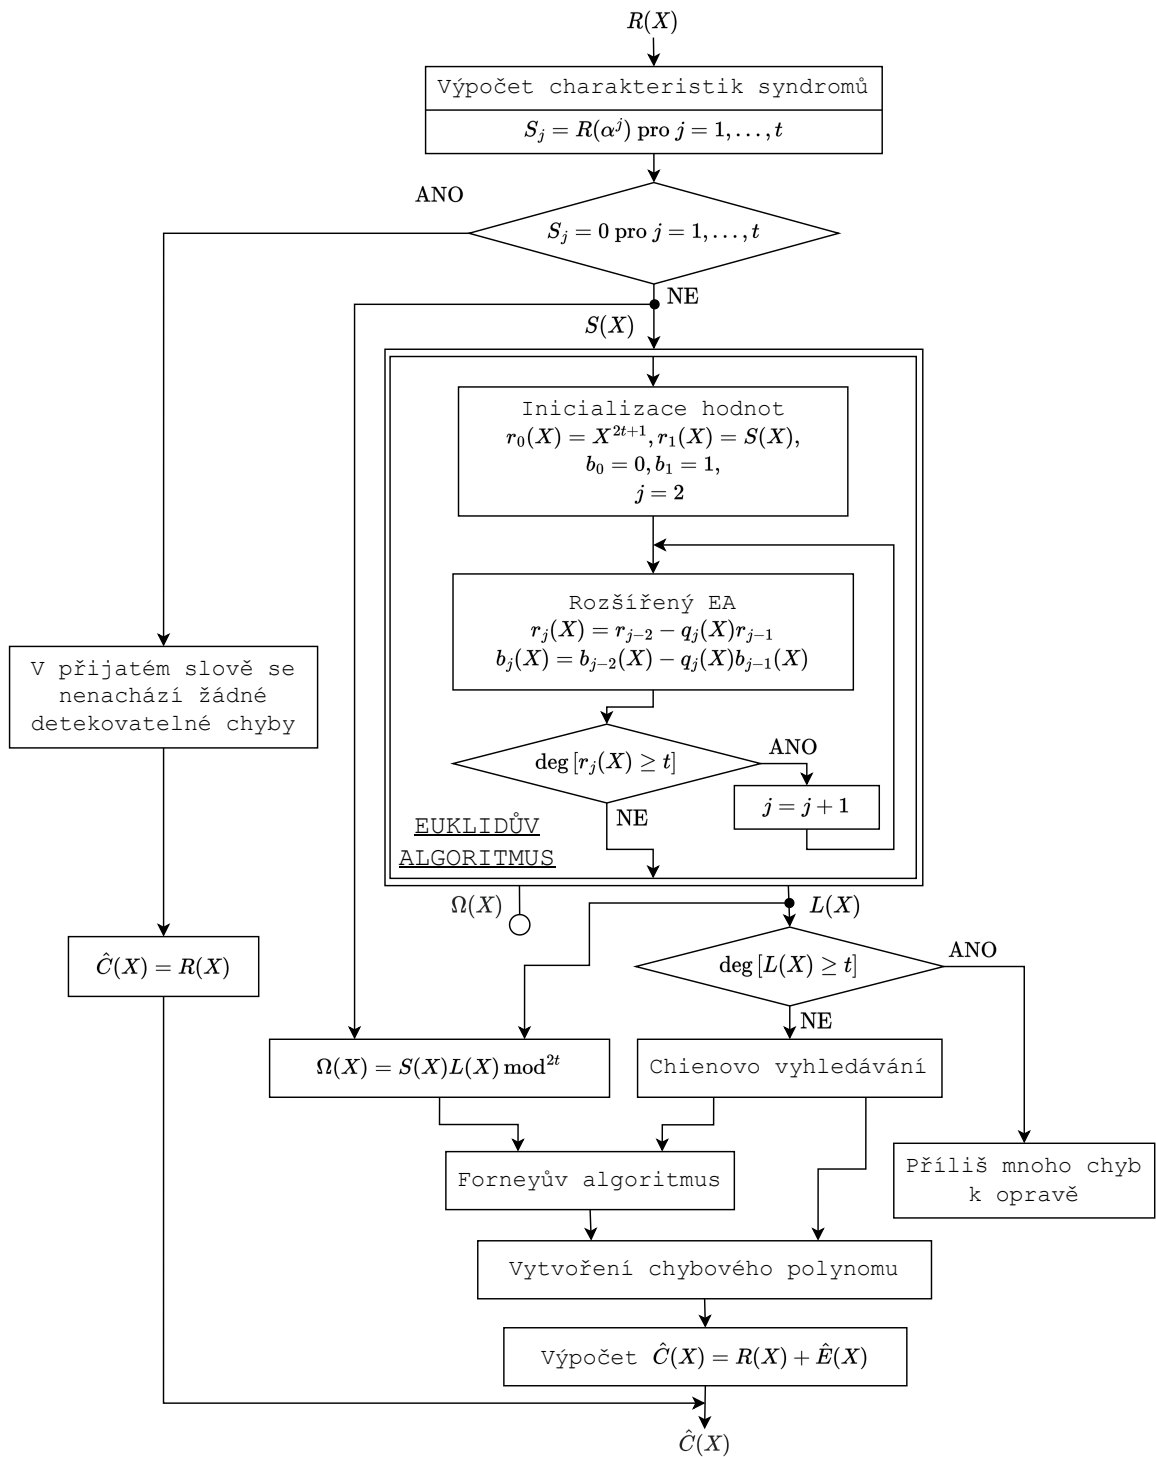 R(X)
Výpočet charakteristik syndromů
S_j = R(α^j) pro j = 1, …, t
ANO
S_j = 0 pro j = 1, …, t
NE
S(X)
Inicializace hodnot
r_0(X) = X^{2t+1}, r_1(X) = S(X),
b_0 = 0, b_1 = 1,
j = 2
Rozšířený EA
r_j(X) = r_{j−2} − q_j(X)r_{j−1}
b_j(X) = b_{j−2}(X) − q_j(X)b_{j−1}(X)
V přijatém slově se
nenachází žádné
detekovatelné chyby
deg [r_j(X) ≥ t]
ANO
j = j + 1
NE
EUKLIDŮV
ALGORITMUS
Ω(X)
L(X)
Ĉ(X) = R(X)
deg [L(X) ≥ t]
ANO
NE
Ω(X) = S(X)L(X) mod^{2t}
Chienovo vyhledávání
Forneyův algoritmus
Příliš mnoho chyb
k opravě
Vytvoření chybového polynomu
Výpočet Ĉ(X) = R(X) + Ê(X)
Ĉ(X)